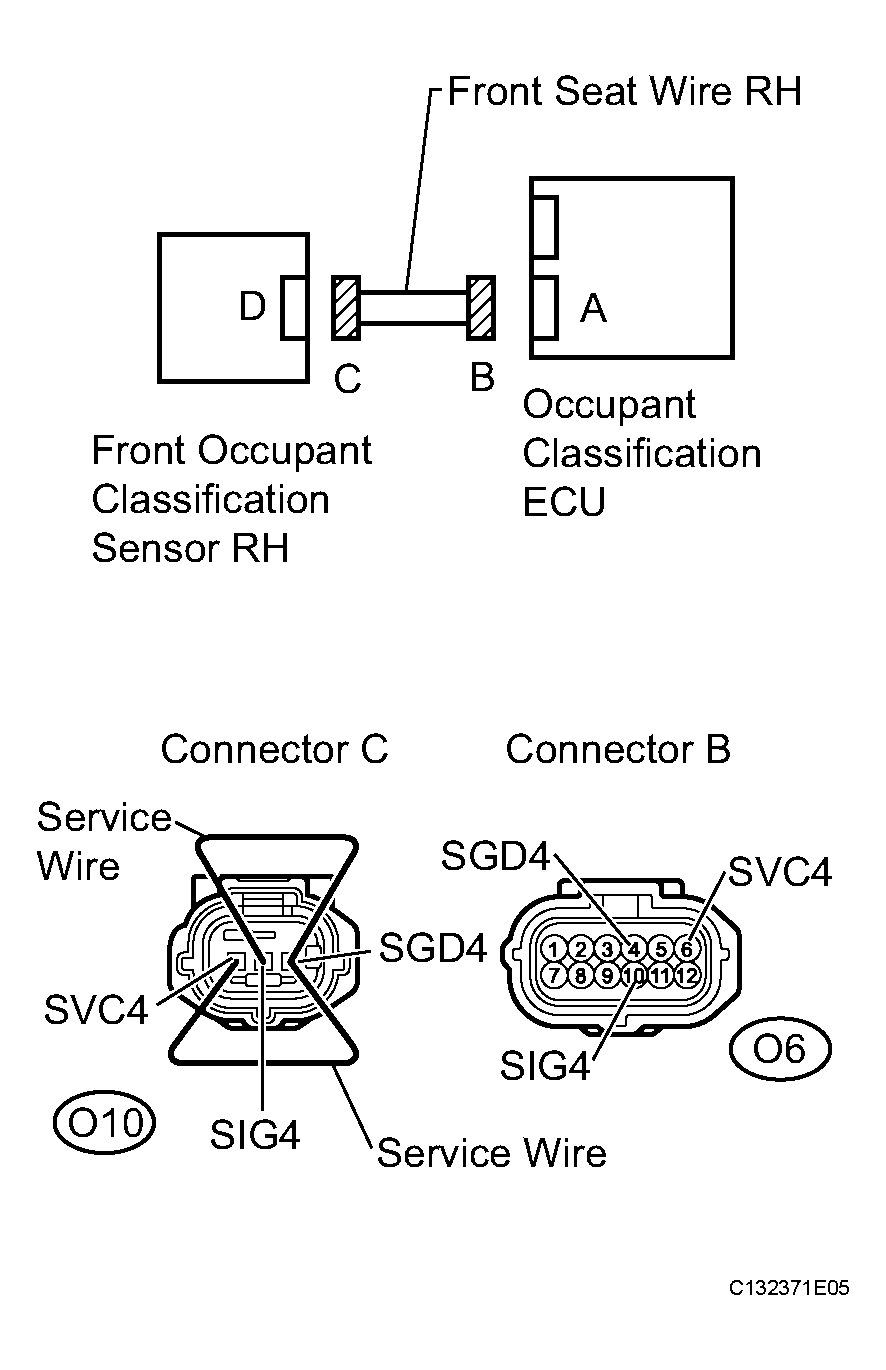 Front Seat Wire RH
D
A
C
B
Front Occupant
Classification
Sensor RH
Occupant
Classification
ECU
Connector C
Connector B
Service
Wire
SGD4
SVC4
SGD4
SVC4
SIG4
Service Wire
O10
1 2 3 4 5 6
7 8 9 10 11 12
SIG4
O6
C132371E05